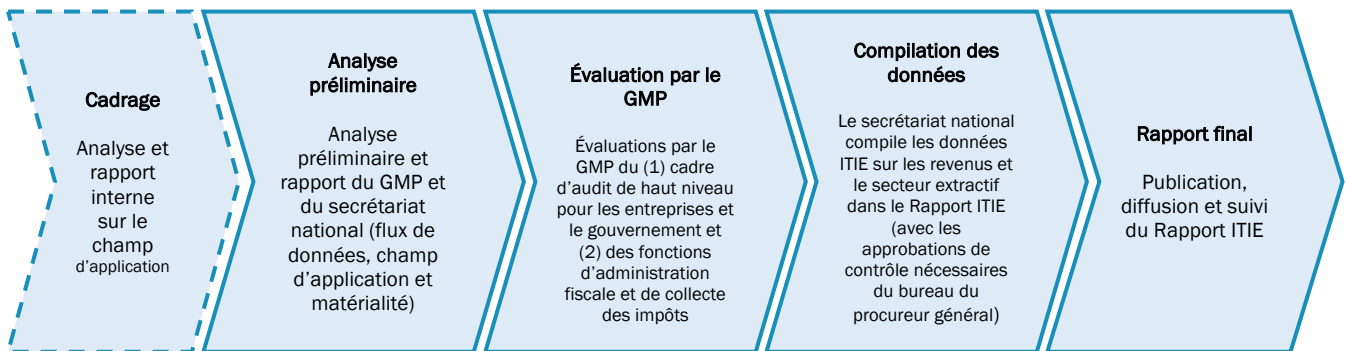 Cadrage
Analyse et
rapport
interne
sur le
champ
d'application
Analyse
préliminaire
Analyse
préliminaire et
rapport du GMP et
du secrétariat
national (flux de
données, champ
d'application et
matérialité)
Évaluation par le
GMP
Évaluations par le
GMP du (1) cadre
d'audit de haut niveau
pour les entreprises et
le gouvernement et
(2) des fonctions
d'administration
fiscale et de collecte
des impôts
Compilation des
données
Le secrétariat national
compile les données
ITIE sur les revenus et
le secteur extractif
dans le Rapport ITIE
(avec les
approbations de
contrôle nécessaires
du bureau du
procureur général)
Rapport final
Publication,
diffusion et suivi
du Rapport ITIE